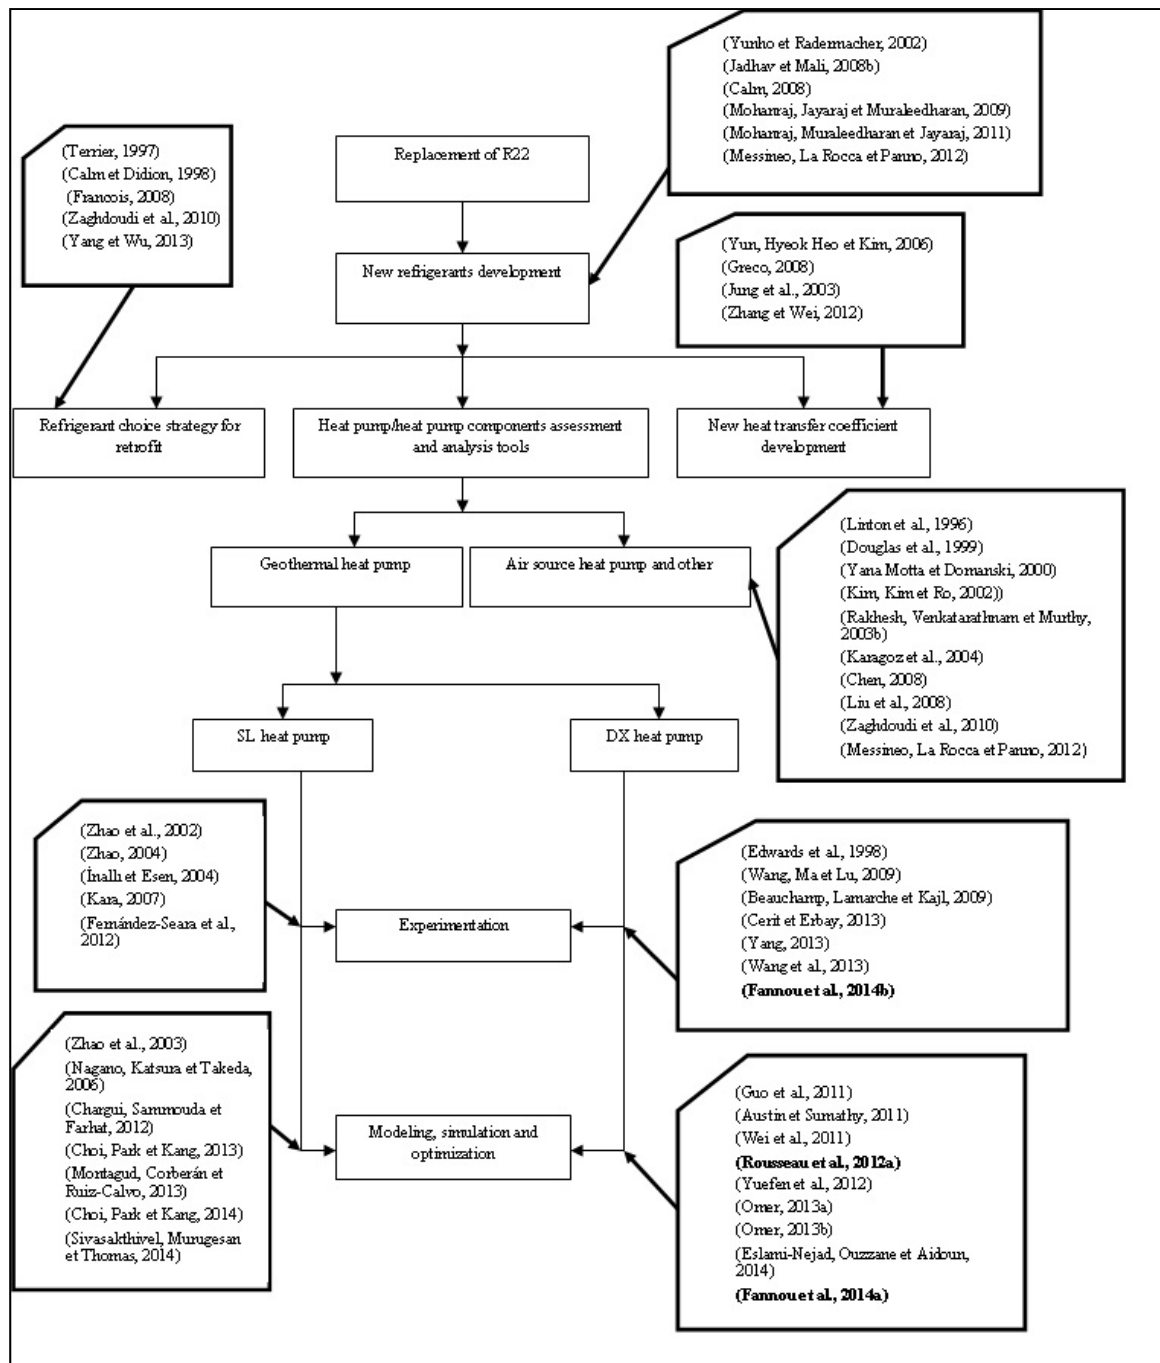 (Yunho et Radermacher, 2002)
(Jadhav et Mali, 2008b)
(Calm, 2008)
(Mohanraj, Jayaraj et Muraleedharan, 2009)
(Mohanraj, Muraleedharan et Jayaraj, 2011)
(Messineo, La Rocca et Panno, 2012)
(Terrier, 1997)
(Calm et Didion, 1998)
(Francois, 2008)
(Zaghdoudi et al., 2010)
(Yang et Wu, 2013)
Replacement of R22
New refrigerants development
(Yun, Hyeok Heo et Kim, 2006)
(Greco, 2008)
(Jung et al., 2003)
(Zhang et Wei, 2012)
Refrigerant choice strategy for
retrofit
Heat pump/heat pump components assessment
and analysis tools
New heat transfer coefficient
development
Geothermal heat pump
Air source heat pump and other
(Linton et al., 1996)
(Douglas et al., 1999)
(Yana Motta et Domanski, 2000)
(Kim, Kim et Ro, 2002))
(Rakhesh, Venkatarathnam et Murthy,
2003b)
(Karagoz et al., 2004)
(Chen, 2008)
(Liu et al., 2008)
(Zaghdoudi et al., 2010)
(Messineo, La Rocca et Panno, 2012)
SL heat pump
DX heat pump
(Zhao et al., 2002)
(Zhao, 2004)
(İnallı et Esen, 2004)
(Kara, 2007)
(Fernández-Seara et al.,
2012)
Experimentation
(Edwards et al., 1998)
(Wang, Ma et Lu, 2009)
(Beauchamp, Lamarche et Kajl, 2009)
(Cerit et Erbay, 2013)
(Yang, 2013)
(Wang et al., 2013)
(Fannou et al., 2014b)
(Zhao et al., 2003)
(Nagano, Katsura et Takeda,
2006)
(Chargui, Sammouda et
Farhat, 2012)
(Choi, Park et Kang, 2013)
(Montagud, Corberán et
Ruiz-Calvo, 2013)
(Choi, Park et Kang, 2014)
(Sivasakthivel, Murugesan
et Thomas, 2014)
Modeling, simulation and
optimization
(Guo et al., 2011)
(Austin et Sumathy, 2011)
(Wei et al., 2011)
(Rousseau et al., 2012a)
(Yuefen et al., 2012)
(Omer, 2013a)
(Omer, 2013b)
(Eslami-Nejad, Ouzzane et Aidoun,
2014)
(Fannou et al., 2014a)